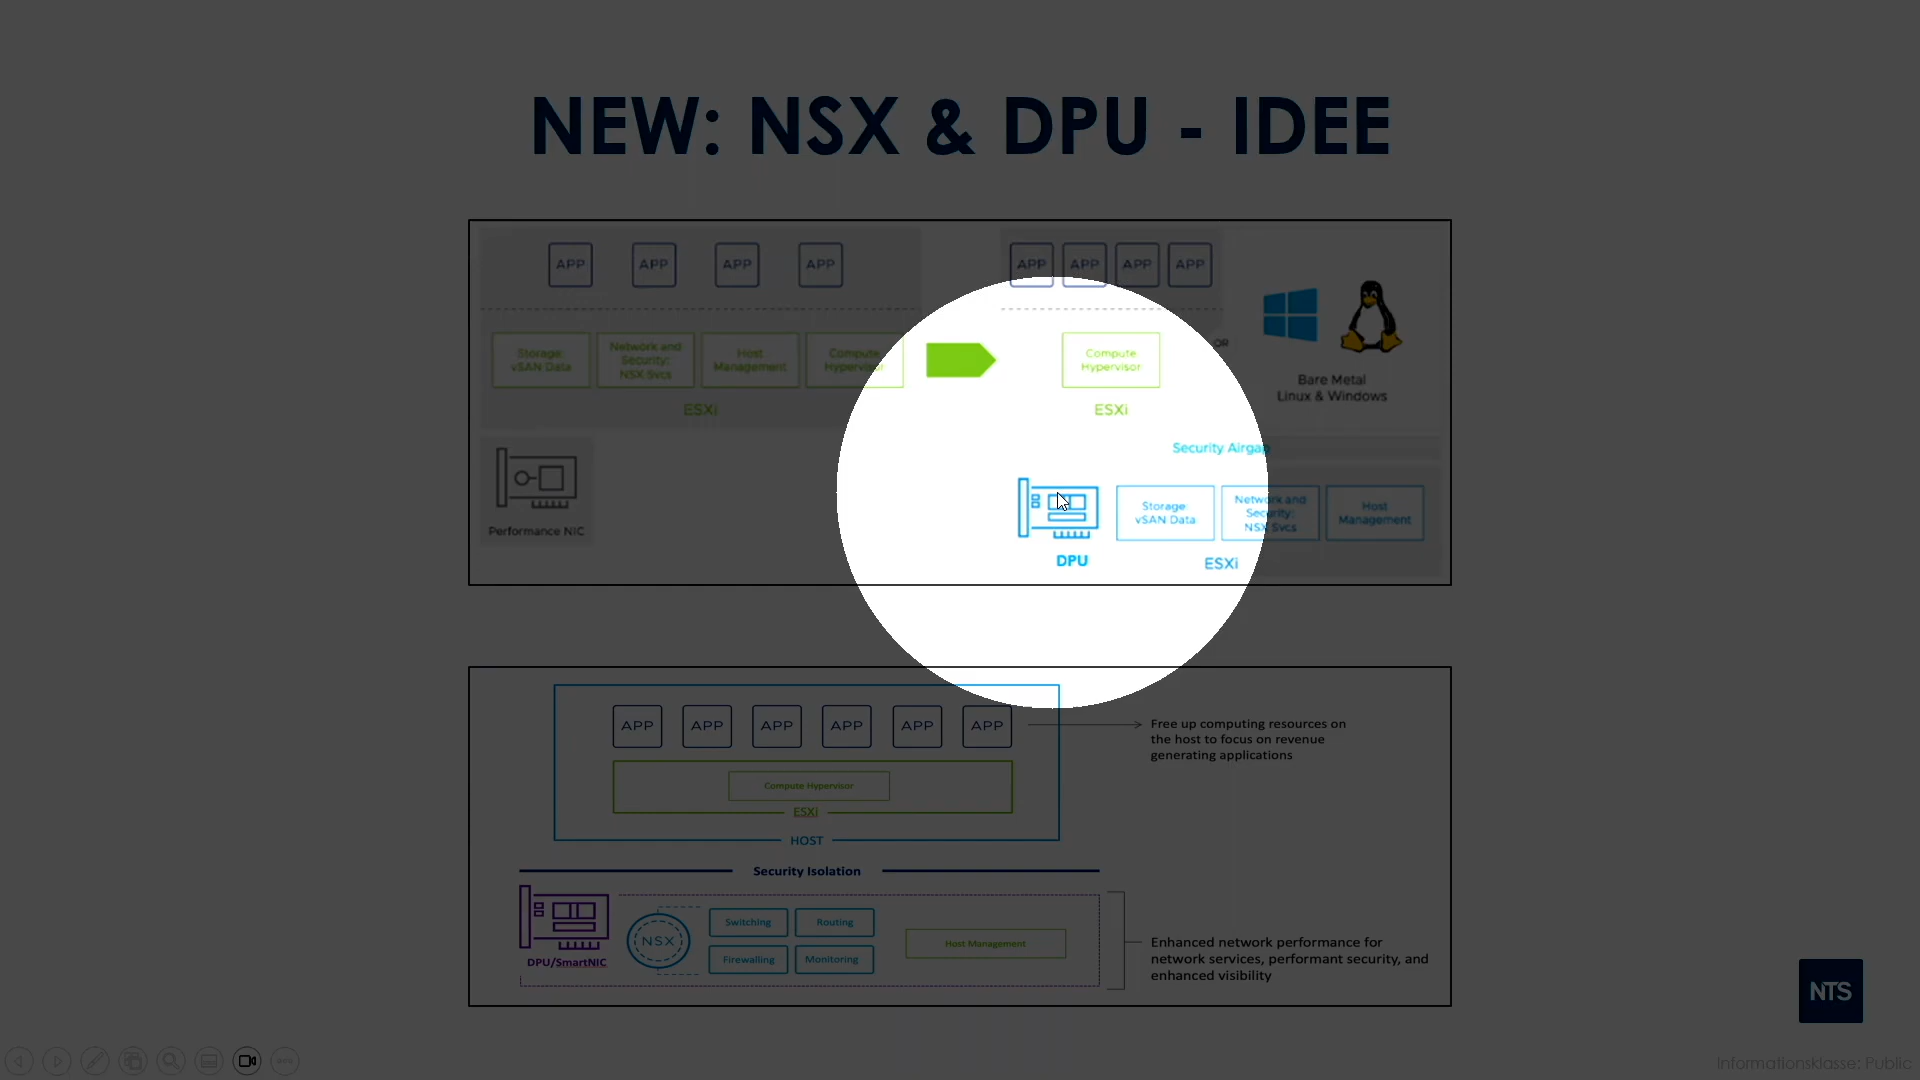 NEW: NSX & DPU - IDEE
APP APP APP APP
Storage:
vSAN Data
Network and
Security:
NSX Svcs
Host
Management
Compute
Hypervisor
ESXi
Performance NIC
APP APP APP APP
Compute
Hypervisor
ESXi
OR
Bare Metal
Linux & Windows
Security Airgap
DPU
Storage:
vSAN Data
Network and
Security:
NSX Svcs
Host
Management
ESXi
APP APP APP APP APP APP
Compute Hypervisor
ESXi
HOST
Free up computing resources on
the host to focus on revenue
generating applications
Security Isolation
DPU/SmartNIC
NSX
Switching
Routing
Firewalling
Monitoring
Host Management
Enhanced network performance for
network services, performant security, and
enhanced visibility
NTS
Informationsklasse: Public